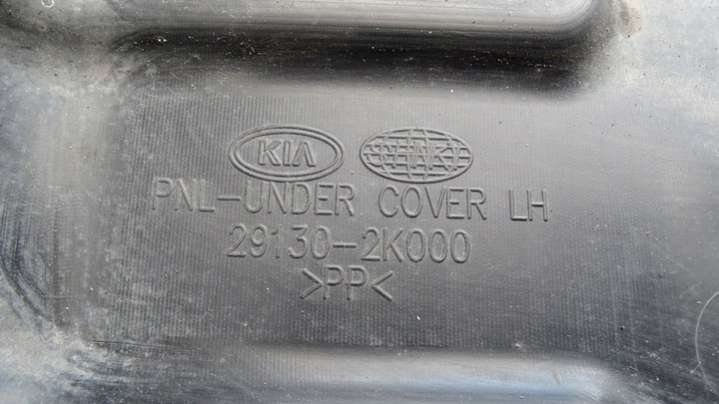 KIA
PNL-UNDER COVER LH
29130-2K000
>PP<